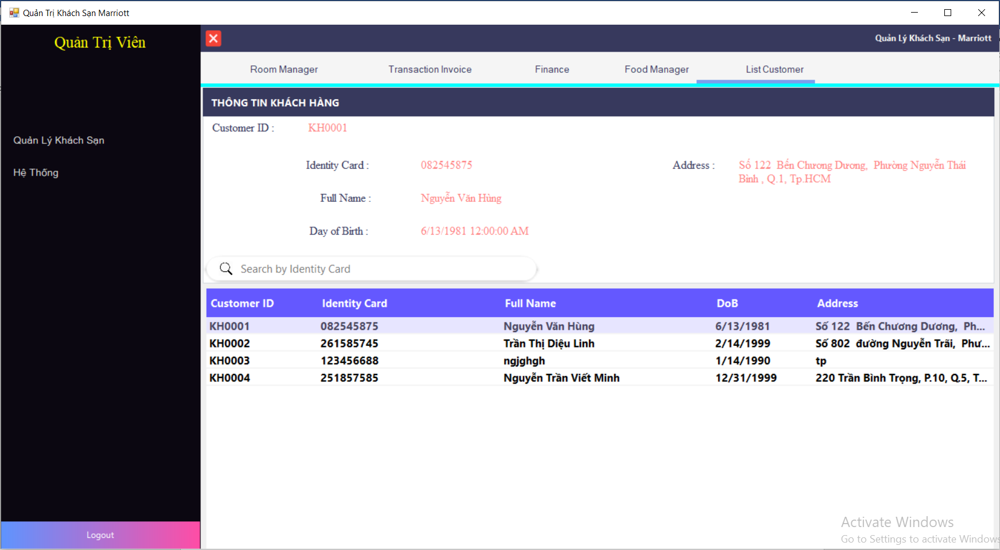 Quản Trị Khách Sạn Marriott
Quản Trị Viên
Quản Lý Khách Sạn - Marriott
Room Manager Transaction Invoice Finance Food Manager List Customer
THÔNG TIN KHÁCH HÀNG
Customer ID : KH0001
Quản Lý Khách Sạn
Hệ Thống
Identity Card : 082545875 Address : Số 122 Bến Chương Dương, Phường Nguyễn Thái
Bình , Q.1, Tp.HCM
Full Name : Nguyễn Văn Hùng
Day of Birth : 6/13/1981 12:00:00 AM
Search by Identity Card
Customer ID Identity Card Full Name DoB Address
KH0001 082545875 Nguyễn Văn Hùng 6/13/1981 Số 122 Bến Chương Dương, Ph...
KH0002 261585745 Trần Thị Diệu Linh 2/14/1999 Số 802 đường Nguyễn Trãi, Phư...
KH0003 123456688 ngjghgh 1/14/1990 tp
KH0004 251857585 Nguyễn Trần Viết Minh 12/31/1999 220 Trần Bình Trọng, P.10, Q.5, T...
Logout
Activate Windows
Go to Settings to activate Windows